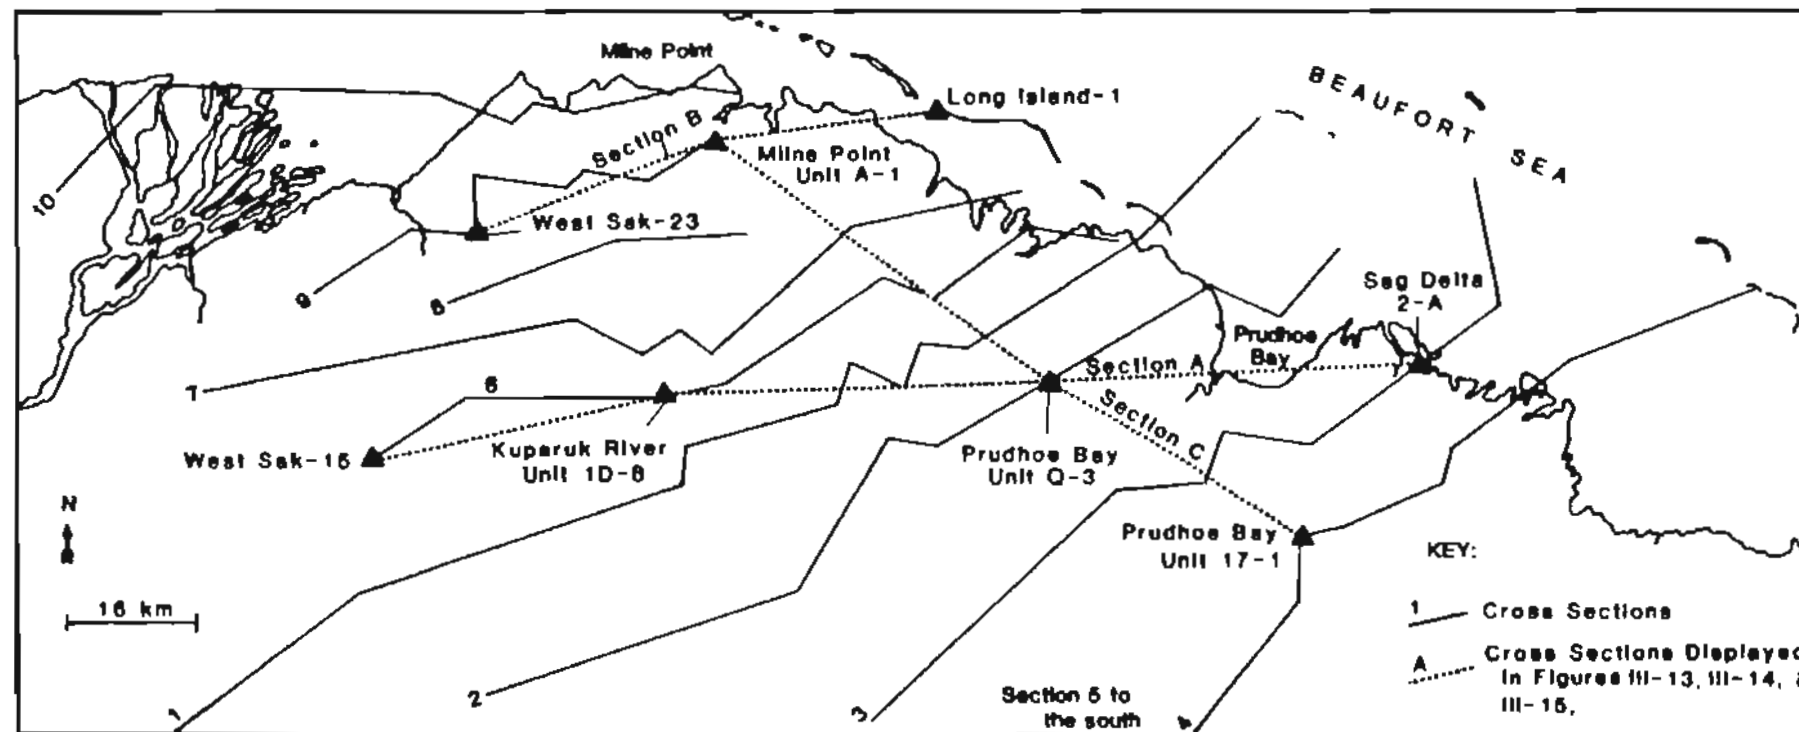 Milne Point
BEAUFORT SEA
Long Island-1
Section B
Milne Point
Unit A-1
10
West Sak-23
9
8
Sag Delta
2-A
Prudhoe
Bay
Section A
7
6
Section C
West Sak-15
Kuparuk River
Unit 1D-8
Prudhoe Bay
Unit Q-3
N
Prudhoe Bay
Unit 17-1
KEY:
16 km
1 Cross Sections
A Cross Sections Displayed
In Figures III-13, III-14,
III-15.
2
Section 5 to
the south
1
3
4